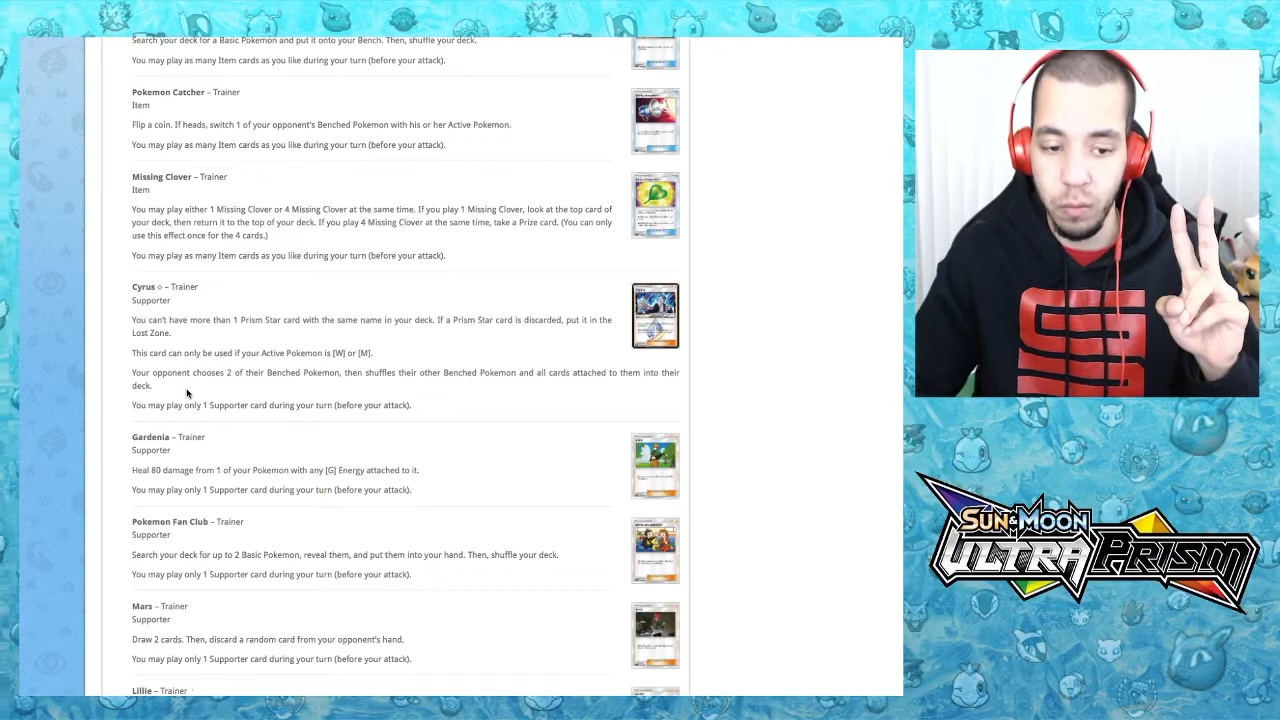 Search your deck for a Basic Pokemon and put it onto your Bench. Then, shuffle your deck.
You may play as many Item cards as you like during your turn (before your attack).
Pokemon Catcher – Trainer
Item
Flip a coin. If heads, switch 1 of your opponent's Benched Pokemon with his or her Active Pokemon.
You may play as many Item cards as you like during your turn (before your attack).
Missing Clover – Trainer
Item
You may play either 1 Missing Clover or 4 Missing Clover at the same time. If you play 1 Missing Clover, look at the top card of
your deck, then return it to the top of your deck. If you play 4 Missing Clover at the same time, take a Prize card. (You can only
use this effect once for the 4 cards.)
You may play as many Item cards as you like during your turn (before your attack).
Cyrus ◇ – Trainer
Supporter
You can't have more than 1 Prism Star card with the same name in your deck. If a Prism Star card is discarded, put it in the
Lost Zone.
This card can only be used if your Active Pokemon is [W] or [M].
Your opponent chooses 2 of their Benched Pokemon, then shuffles their other Benched Pokemon and all cards attached to them into their
deck.
You may play only 1 Supporter card during your turn (before your attack).
Gardenia – Trainer
Supporter
Heal 80 damage from 1 of your Pokemon with any [G] Energy attached to it.
You may play only 1 Supporter card during your turn (before your attack).
Pokemon Fan Club – Trainer
Supporter
Search your deck for up to 2 Basic Pokemon, reveal them, and put them into your hand. Then, shuffle your deck.
You may play only 1 Supporter card during your turn (before your attack).
Mars – Trainer
Supporter
Draw 2 cards. Then, discard a random card from your opponent's hand.
You may play only 1 Supporter card during your turn (before your attack).
Lillie – Trainer
SUN & MOON
ULTRA PRISM